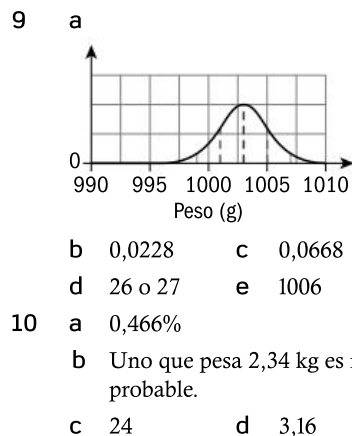 9 a
0
990 995 1000 1005 1010
Peso (g)
b 0,0228 c 0,0668
d 26 o 27 e 1006
10 a 0,466%
b Uno que pesa 2,34 kg es
probable.
c 24 d 3,16